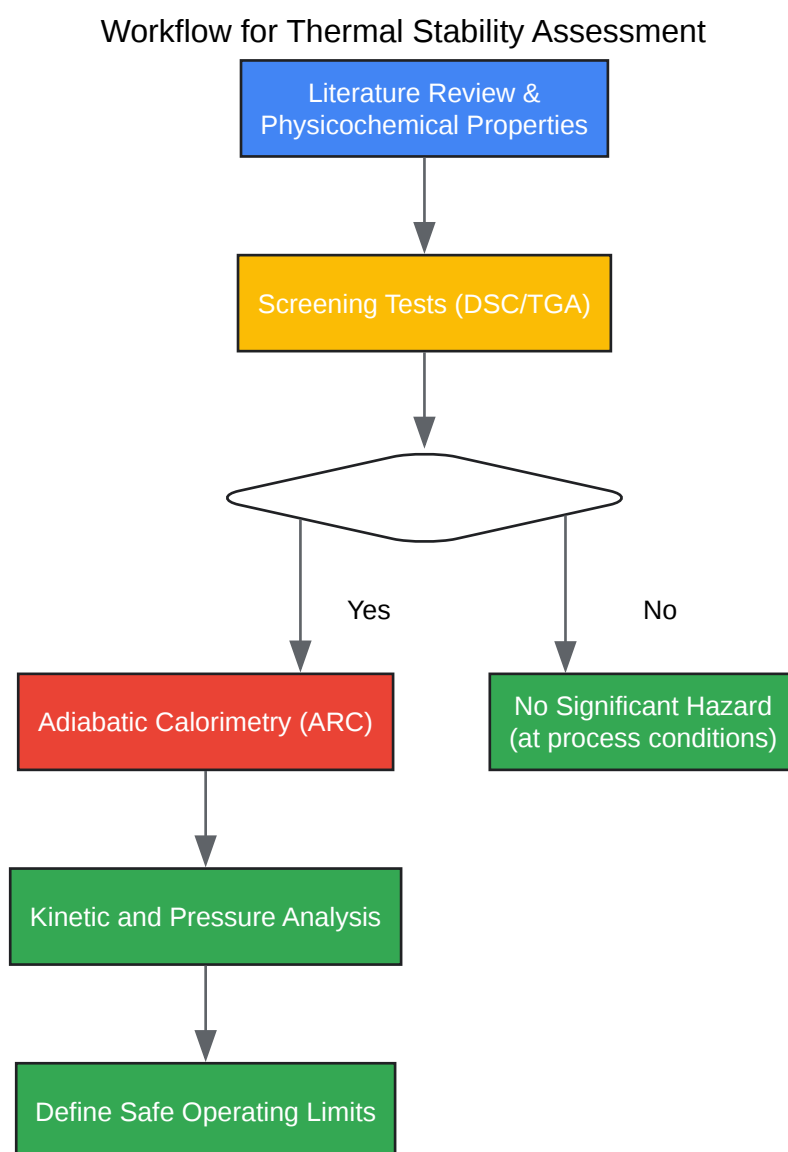 Workflow for Thermal Stability Assessment
Literature Review &
Physicochemical Properties
Screening Tests (DSC/TGA)
Yes
No
Adiabatic Calorimetry (ARC)
No Significant Hazard
(at process conditions)
Kinetic and Pressure Analysis
Define Safe Operating Limits